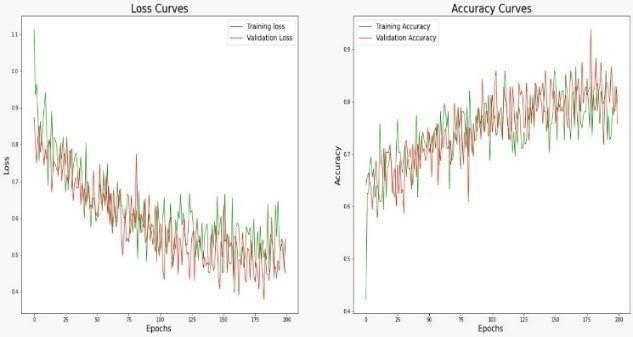 Loss Curves
Training loss
Validation Loss
1.1
1.0
0.9
0.8
0.7
0.6
0.5
0.4
Loss
0 25 50 75 100 125 150 175 200
Epochs
Accuracy Curves
Training Accuracy
Validation Accuracy
0.9
0.8
0.7
0.6
0.5
0.4
Accuracy
0 25 50 75 100 125 150 175 200
Epochs